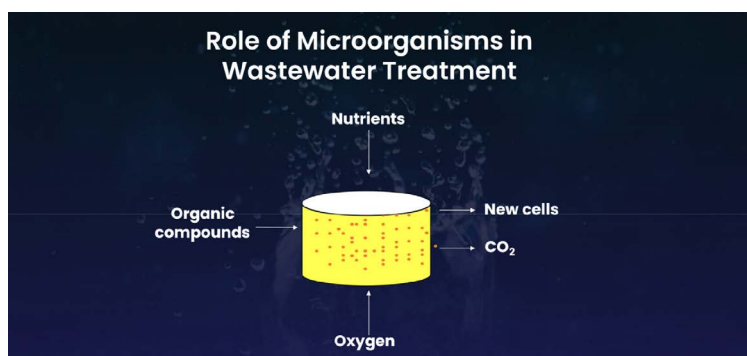 Role of Microorganisms in
Wastewater Treatment
Nutrients
Organic
compounds
New cells
CO₂
Oxygen